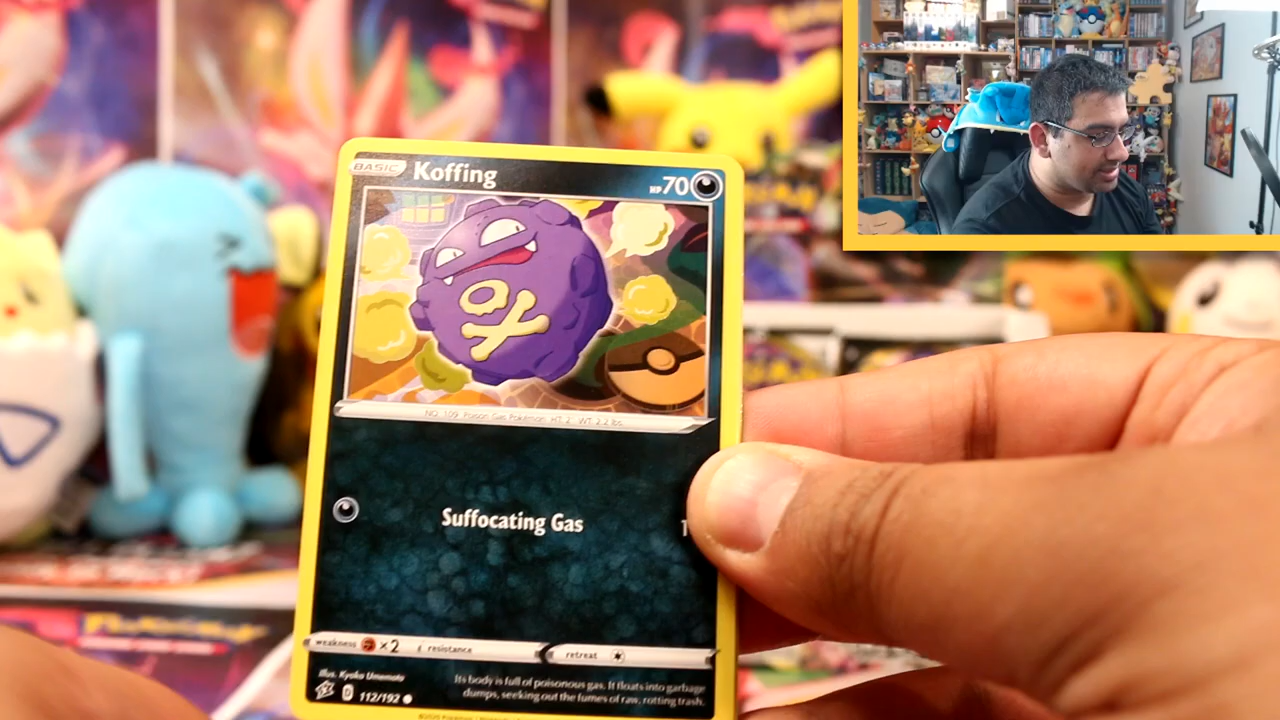 BASIC Koffing HP 70
NO. 109 Poison Gas Pokémon HT: 2' WT: 2.2 lbs.
Suffocating Gas
weakness ×2 resistance retreat
Illus. Kyoko Umemoto
Its body is full of poisonous gas. It floats into garbage
dumps, seeking out the fumes of raw, rotting trash.
D 112/192